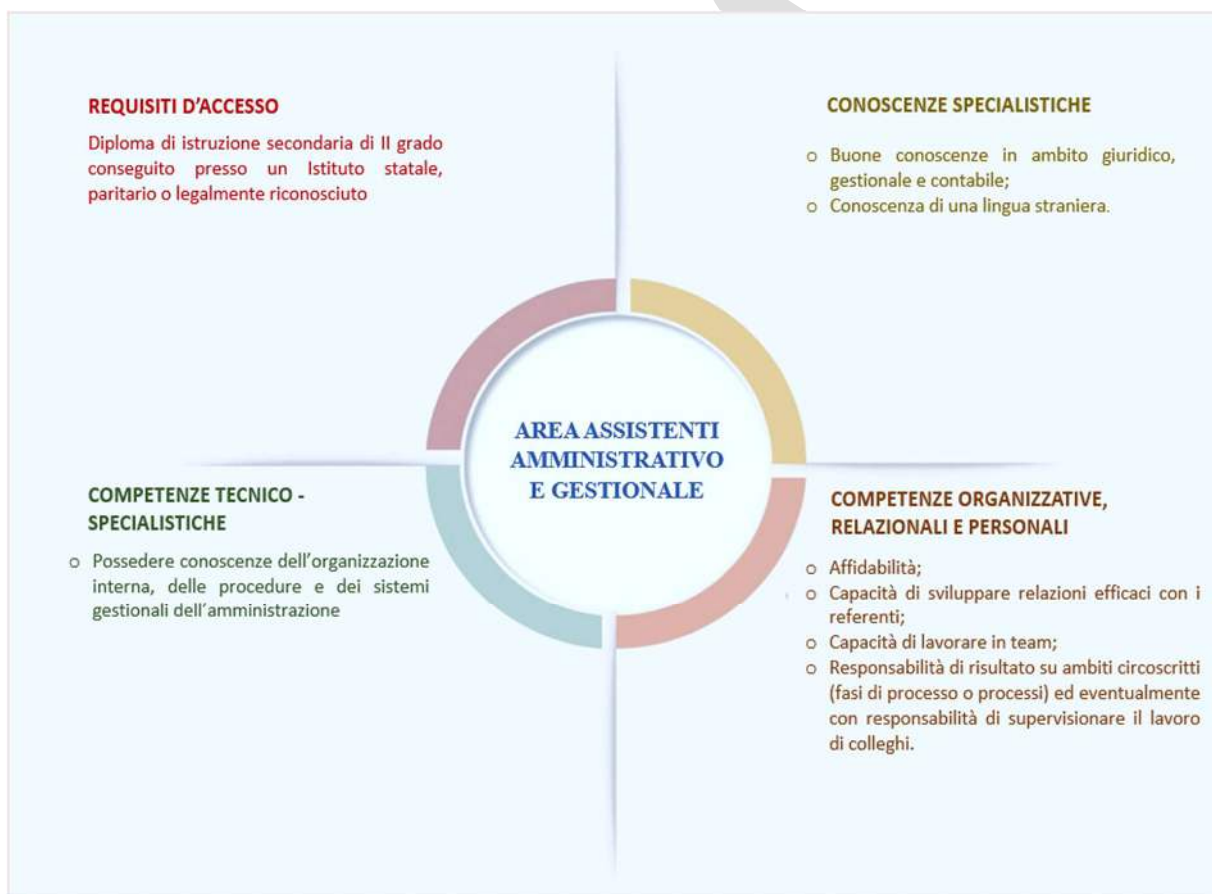 REQUISITI D'ACCESSO
Diploma di istruzione secondaria di II grado
conseguito presso un Istituto statale,
paritario o legalmente riconosciuto
CONOSCENZE SPECIALISTICHE
o Buone conoscenze in ambito giuridico,
gestionale e contabile;
o Conoscenza di una lingua straniera.
AREA ASSISTENTI
AMMINISTRATIVO
E GESTIONALE
COMPETENZE TECNICO -
SPECIALISTICHE
o Possedere conoscenze dell'organizzazione
interna, delle procedure e dei sistemi
gestionali dell'amministrazione
COMPETENZE ORGANIZZATIVE,
RELAZIONALI E PERSONALI
o Affidabilità;
o Capacità di sviluppare relazioni efficaci con i
referenti;
o Capacità di lavorare in team;
o Responsabilità di risultato su ambiti circoscritti
(fasi di processo o processi) ed eventualmente
con responsabilità di supervisionare il lavoro
di colleghi.